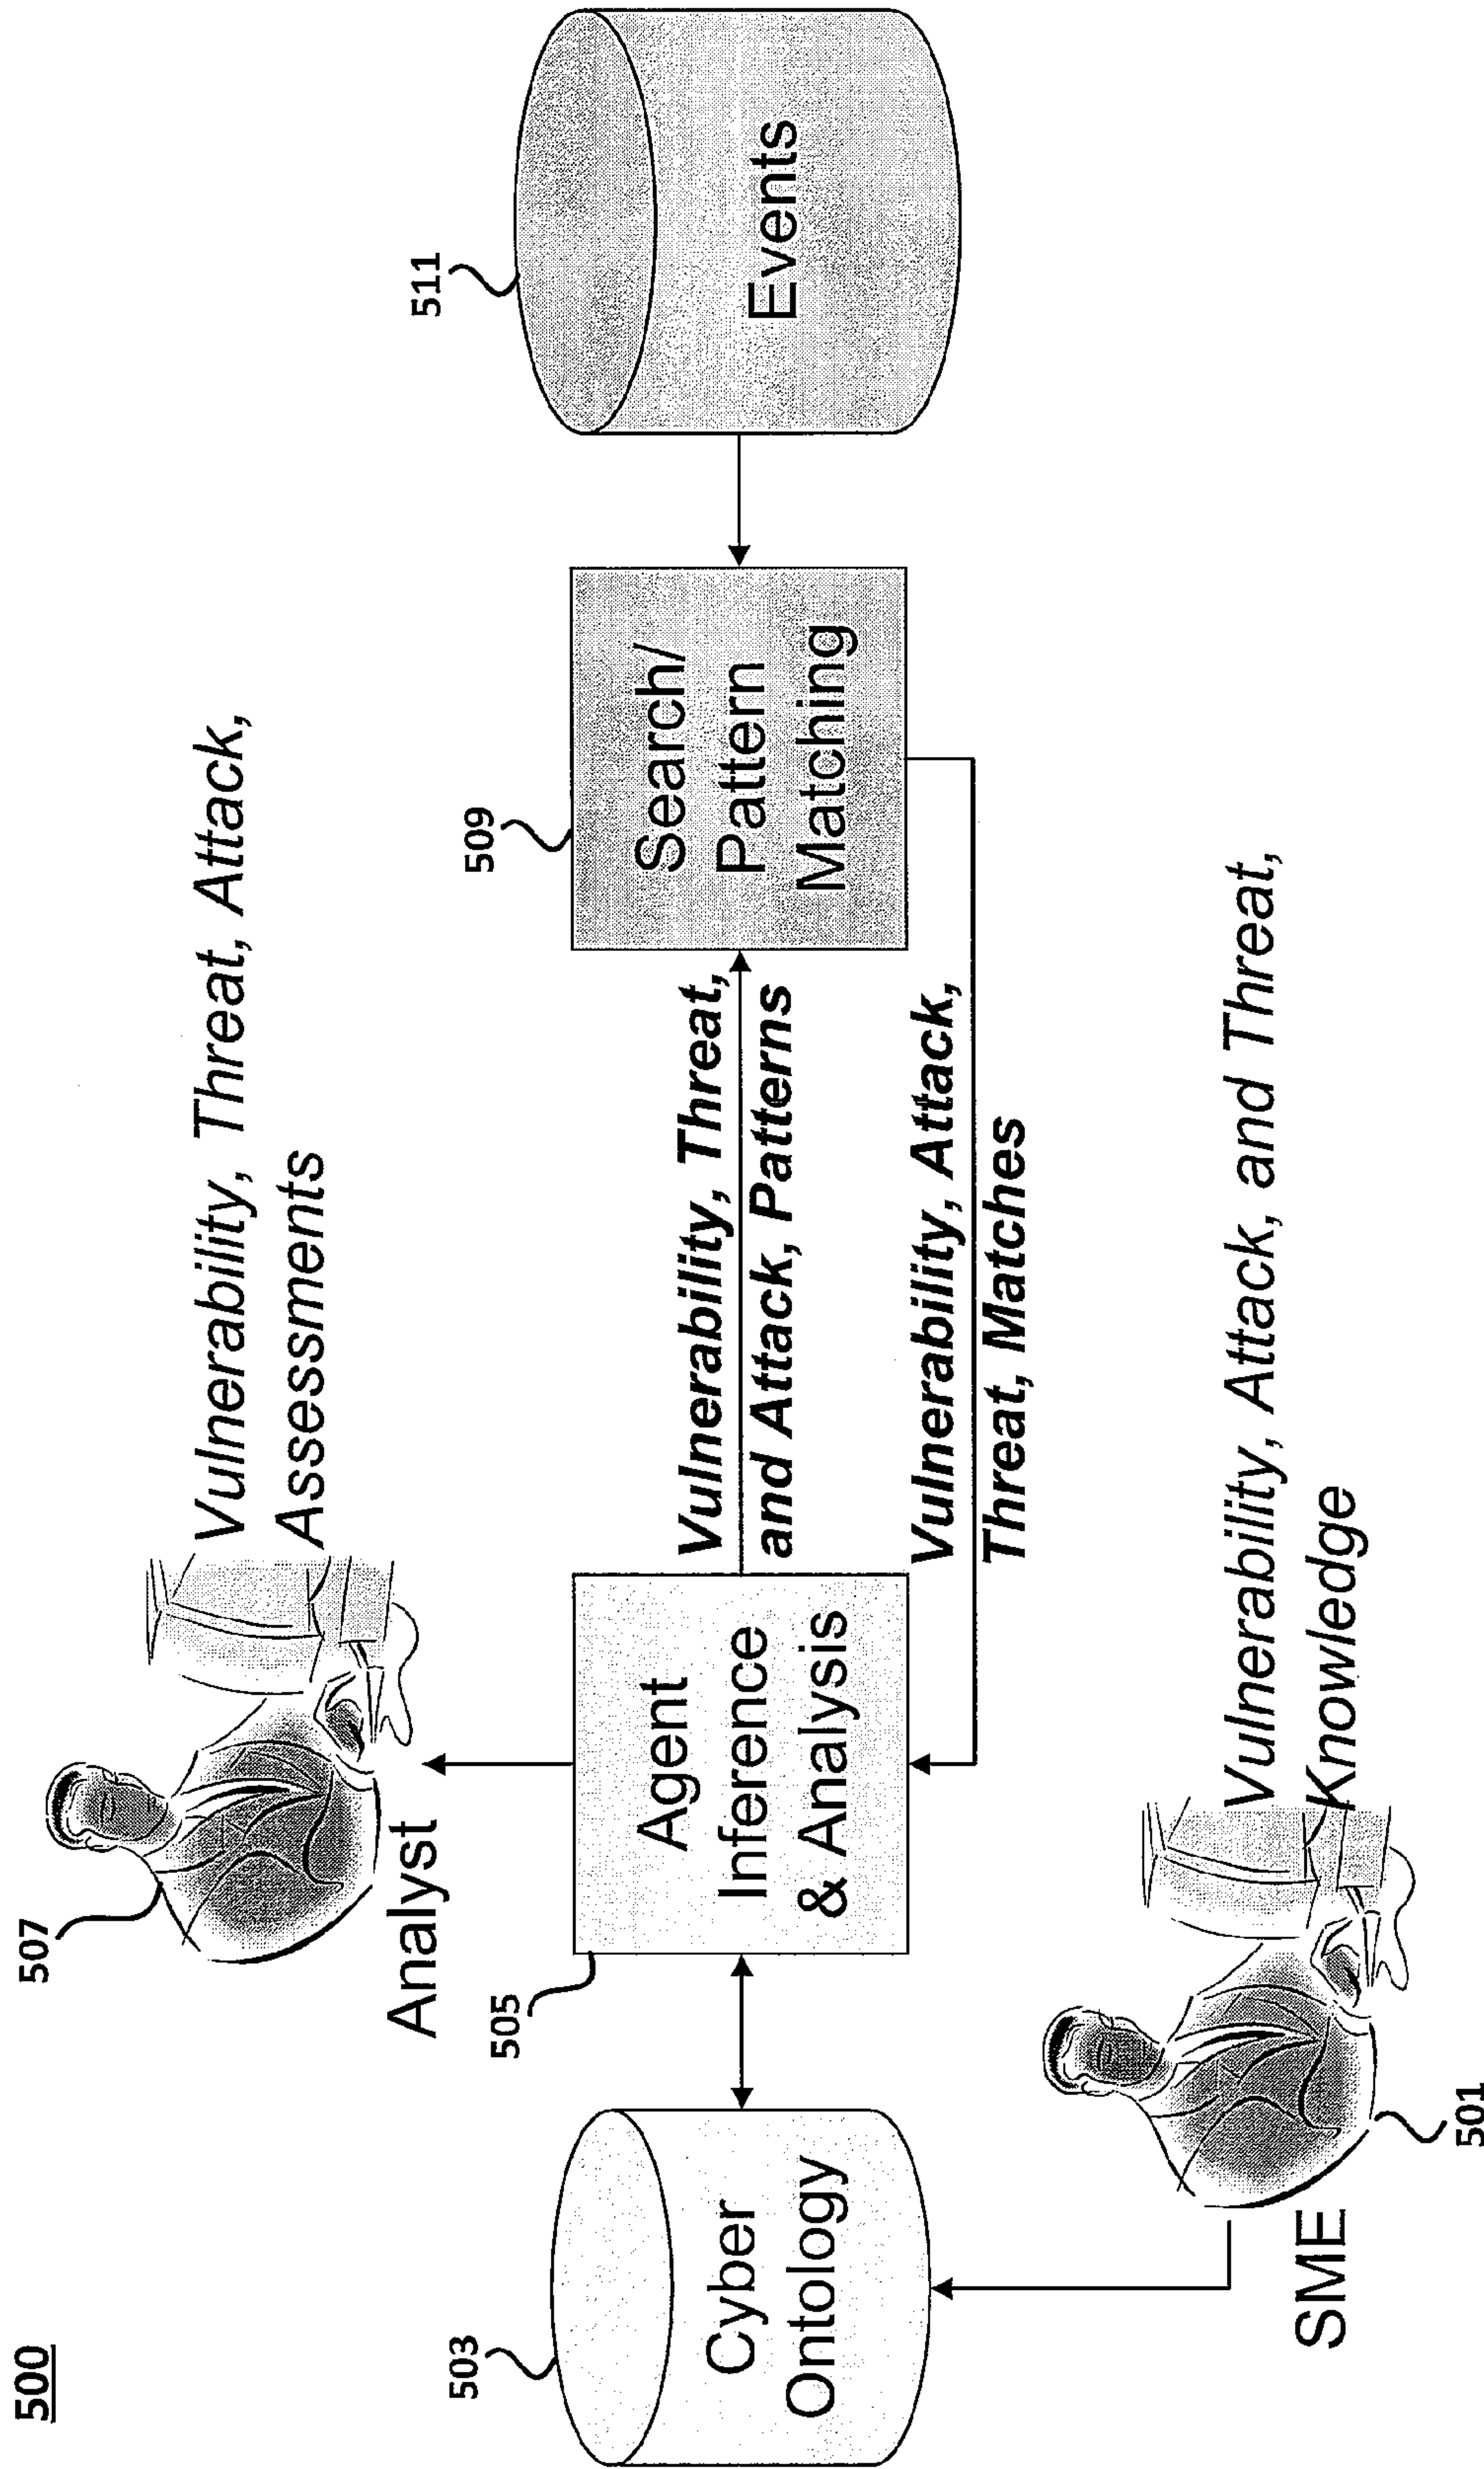 500
507
Analyst
Vulnerability, Threat, Attack,
Assessments
503
Cyber
Ontology
505
Agent
Inference
& Analysis
Vulnerability, Threat,
and Attack, Patterns
509
Search/
Pattern
Matching
511
Events
Vulnerability, Attack,
Threat, Matches
SME
501
Vulnerability, Attack, and Threat,
Knowledge